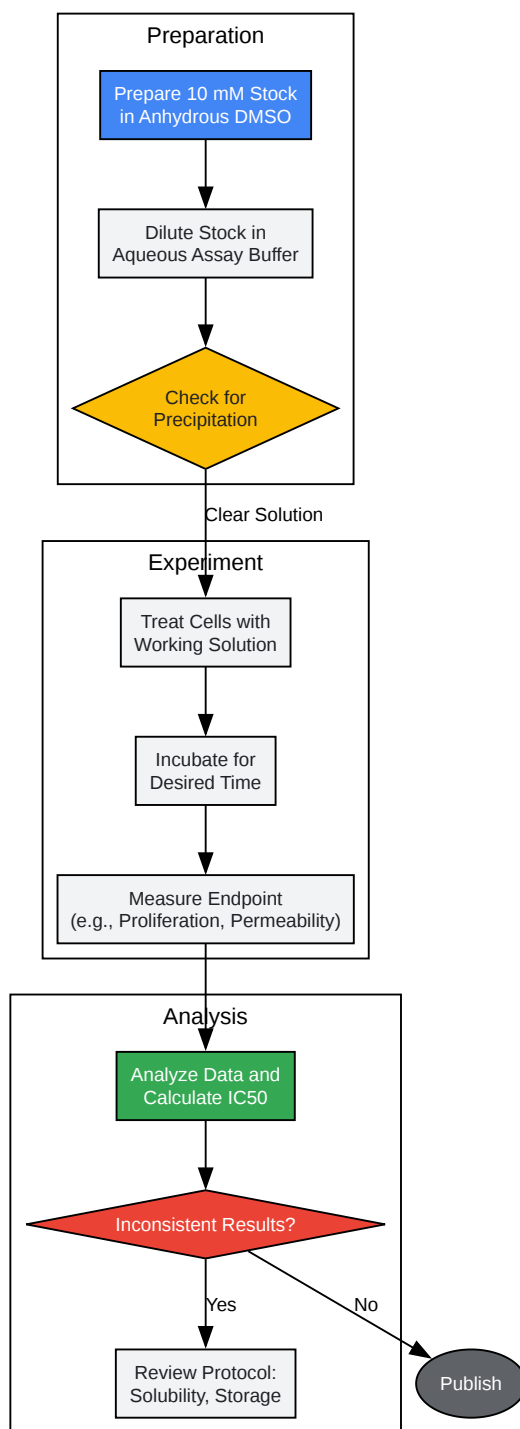 Preparation
Prepare 10 mM Stock
in Anhydrous DMSO
Dilute Stock in
Aqueous Assay Buffer
Check for
Precipitation
Clear Solution
Experiment
Treat Cells with
Working Solution
Incubate for
Desired Time
Measure Endpoint
(e.g., Proliferation, Permeability)
Analysis
Analyze Data and
Calculate IC50
Inconsistent Results?
Yes
No
Review Protocol:
Solubility, Storage
Publish